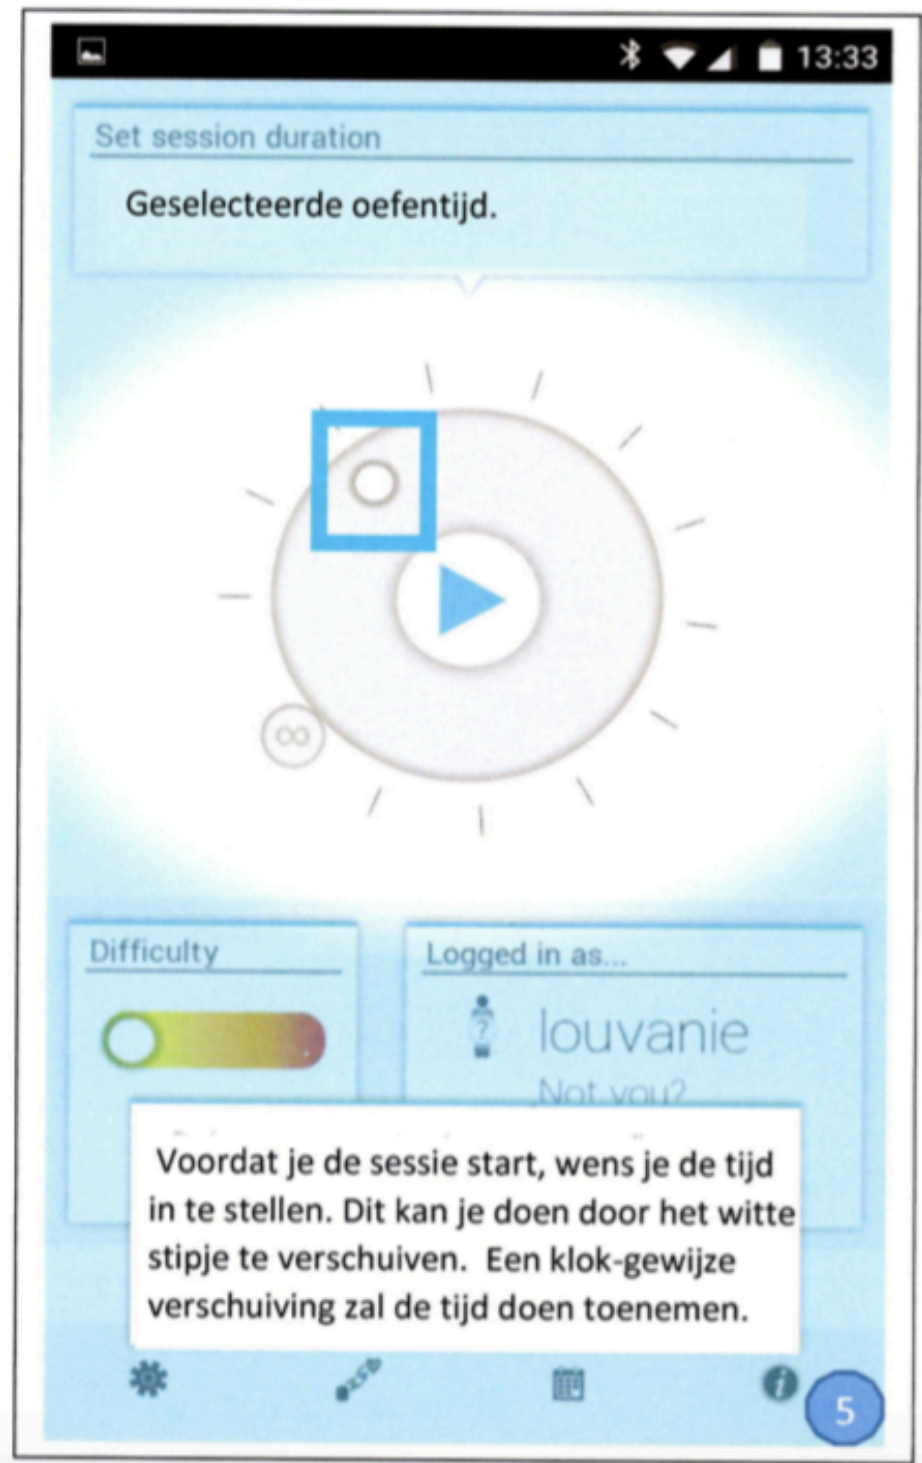 13:33
Set session duration
Geselecteerde oefentijd.
∞
Difficulty
Logged in as...
?
louvanie
Not you?
Voordat je de sessie start, wens je de tijd
in te stellen. Dit kan je doen door het witte
stipje te verschuiven. Een klok-gewijze
verschuiving zal de tijd doen toenemen.
i
5